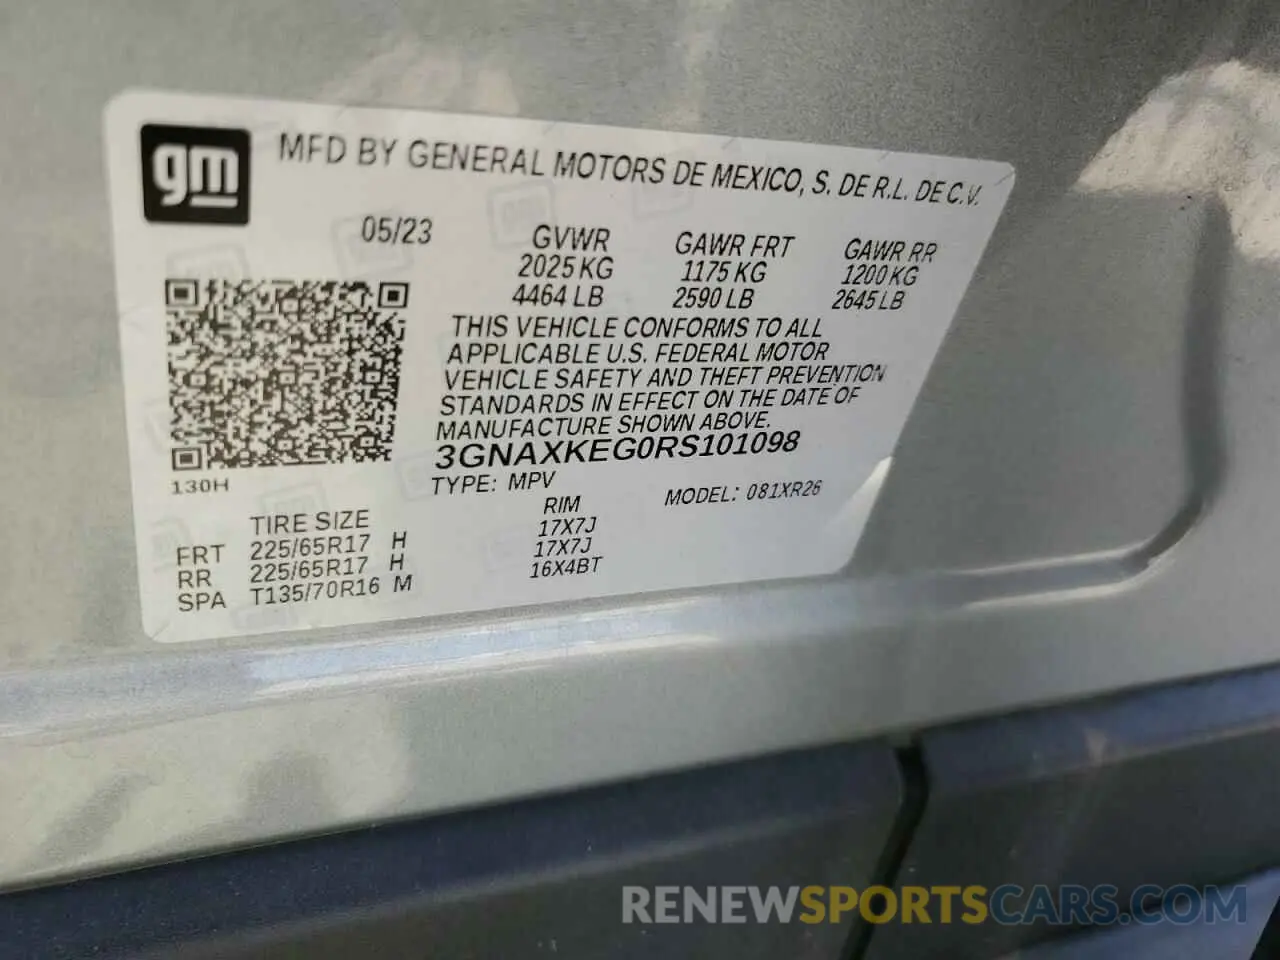 gm
MFD BY GENERAL MOTORS DE MEXICO, S. DE R.L. DE C.V.
05/23 GVWR GAWR FRT GAWR RR
2025 KG 1175 KG 1200 KG
4464 LB 2590 LB 2645 LB
THIS VEHICLE CONFORMS TO ALL
APPLICABLE U.S. FEDERAL MOTOR
VEHICLE SAFETY AND THEFT PREVENTION
STANDARDS IN EFFECT ON THE DATE OF
MANUFACTURE SHOWN ABOVE.
3GNAXKEG0RS101098
130H TYPE: MPV MODEL: 081XR26
TIRE SIZE RIM
FRT 225/65R17 H 17X7J
RR 225/65R17 H 17X7J
SPA T135/70R16 M 16X4BT
RENEWSPORTSCARS.COM